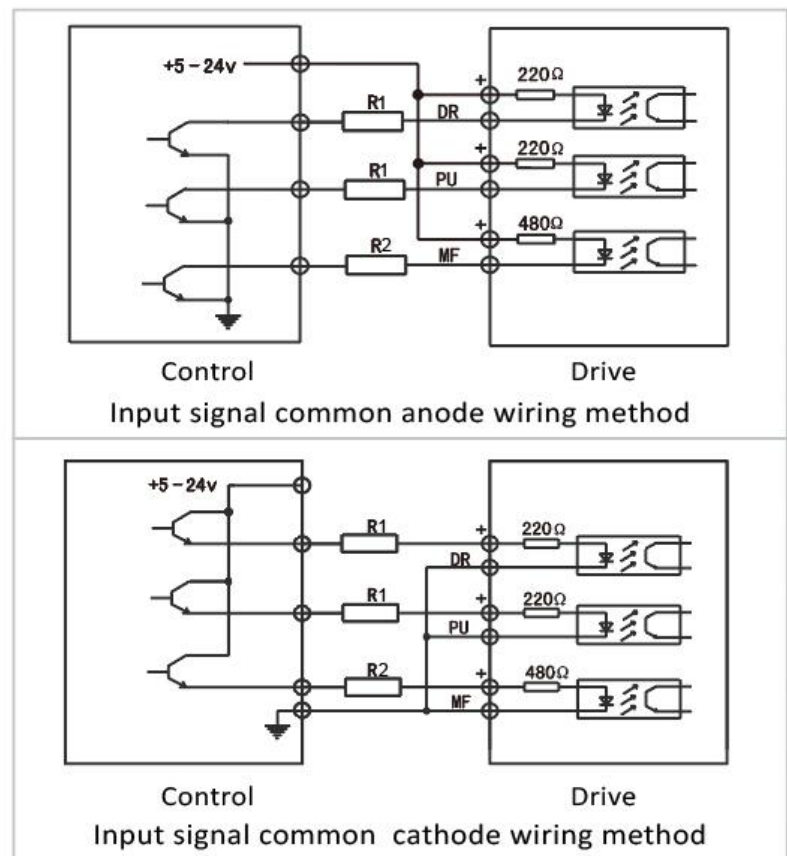 +5-24v
+
220Ω
R1
DR
+
220Ω
R1
PU
+
480Ω
R2
MF
Control
Drive
Input signal common anode wiring method
+5-24v
R1
+
220Ω
DR
R1
220Ω
PU
R2
+
480Ω
MF
Control
Drive
Input signal common cathode wiring method